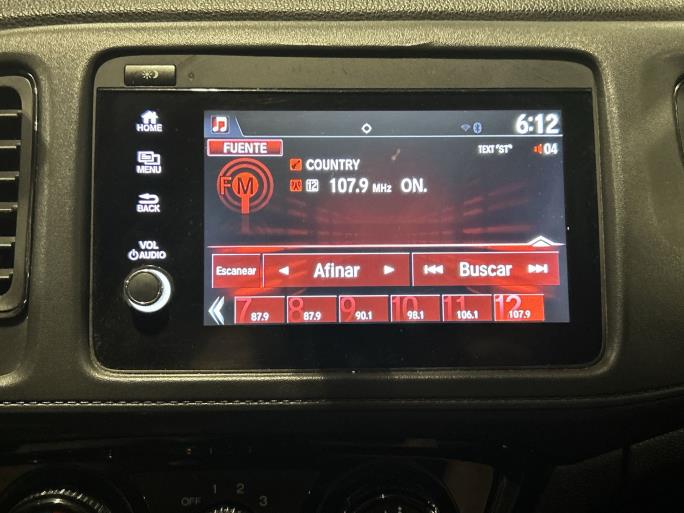 HOME
MENU
BACK
VOL
AUDIO
6:12
FUENTE
TEXT "ST"
04
COUNTRY
FM
12 107.9 MHz ON.
Escanear
Afinar
Buscar
7 87.9
8 87.9
9 90.1
10 98.1
11 106.1
12 107.9
OFF 1 2 3